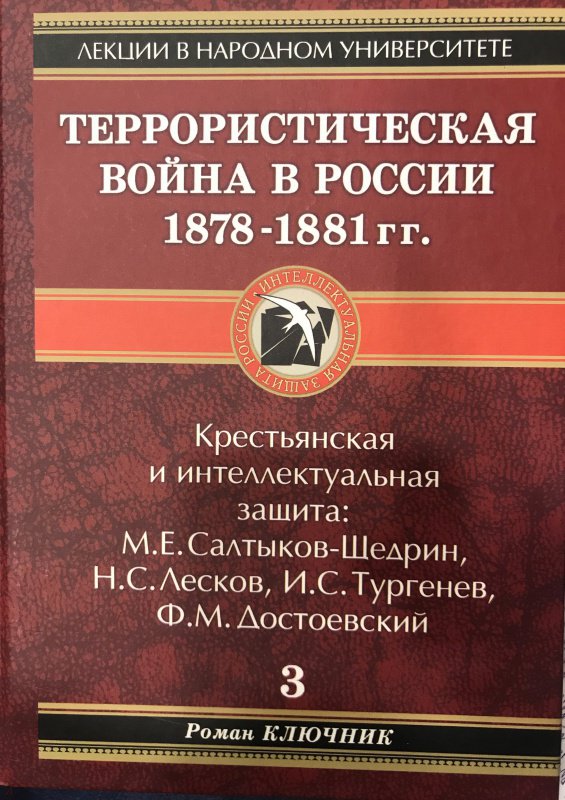 ЛЕКЦИИ В НАРОДНОМ УНИВЕРСИТЕТЕ
ТЕРРОРИСТИЧЕСКАЯ
ВОЙНА В РОССИИ
1878-1881 гг.
ИНТЕЛЛЕКТУАЛЬНАЯ ЗАЩИТА РОССИИ
Крестьянская
и интеллектуальная
защита:
М.Е. Салтыков-Щедрин,
Н.С. Лесков, И.С. Тургенев,
Ф.М. Достоевский
3
Роман КЛЮЧНИК